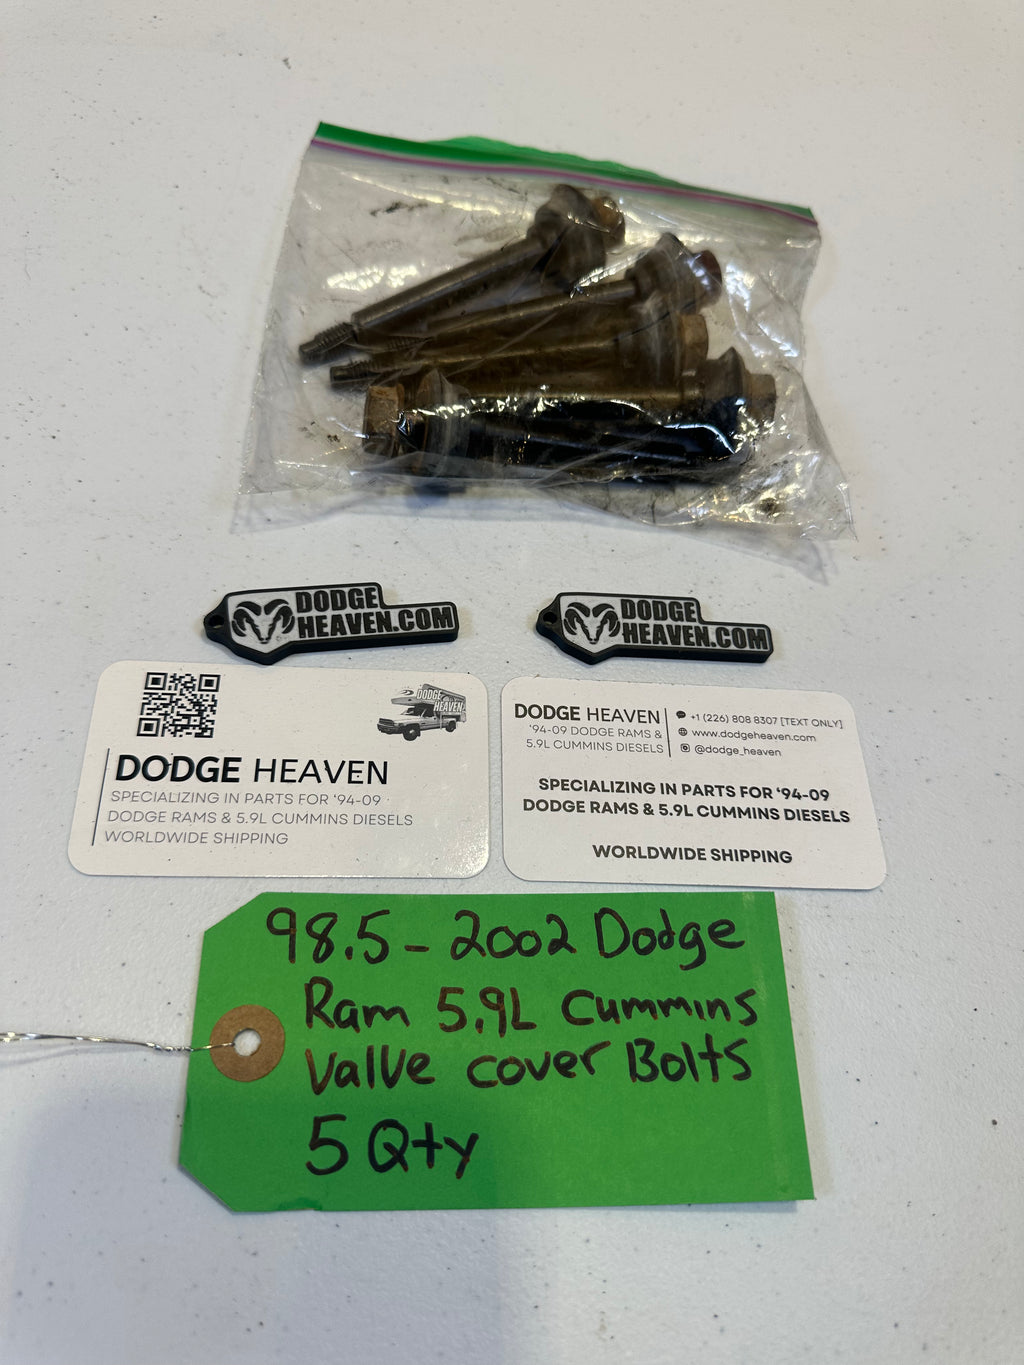 DODGE
HEAVEN.COM
DODGE
HEAVEN.COM
DODGE
HEAVEN
DODGE HEAVEN
SPECIALIZING IN PARTS FOR ‘94-09
DODGE RAMS & 5.9L CUMMINS DIESELS
WORLDWIDE SHIPPING
DODGE HEAVEN
‘94-09 DODGE RAMS &
5.9L CUMMINS DIESELS
+1 (226) 808 8307 [TEXT ONLY]
www.dodgeheaven.com
@dodge_heaven
SPECIALIZING IN PARTS FOR ‘94-09
DODGE RAMS & 5.9L CUMMINS DIESELS
WORLDWIDE SHIPPING
98.5-2002 Dodge
Ram 5.9L Cummins
Valve cover Bolts
5 Qty